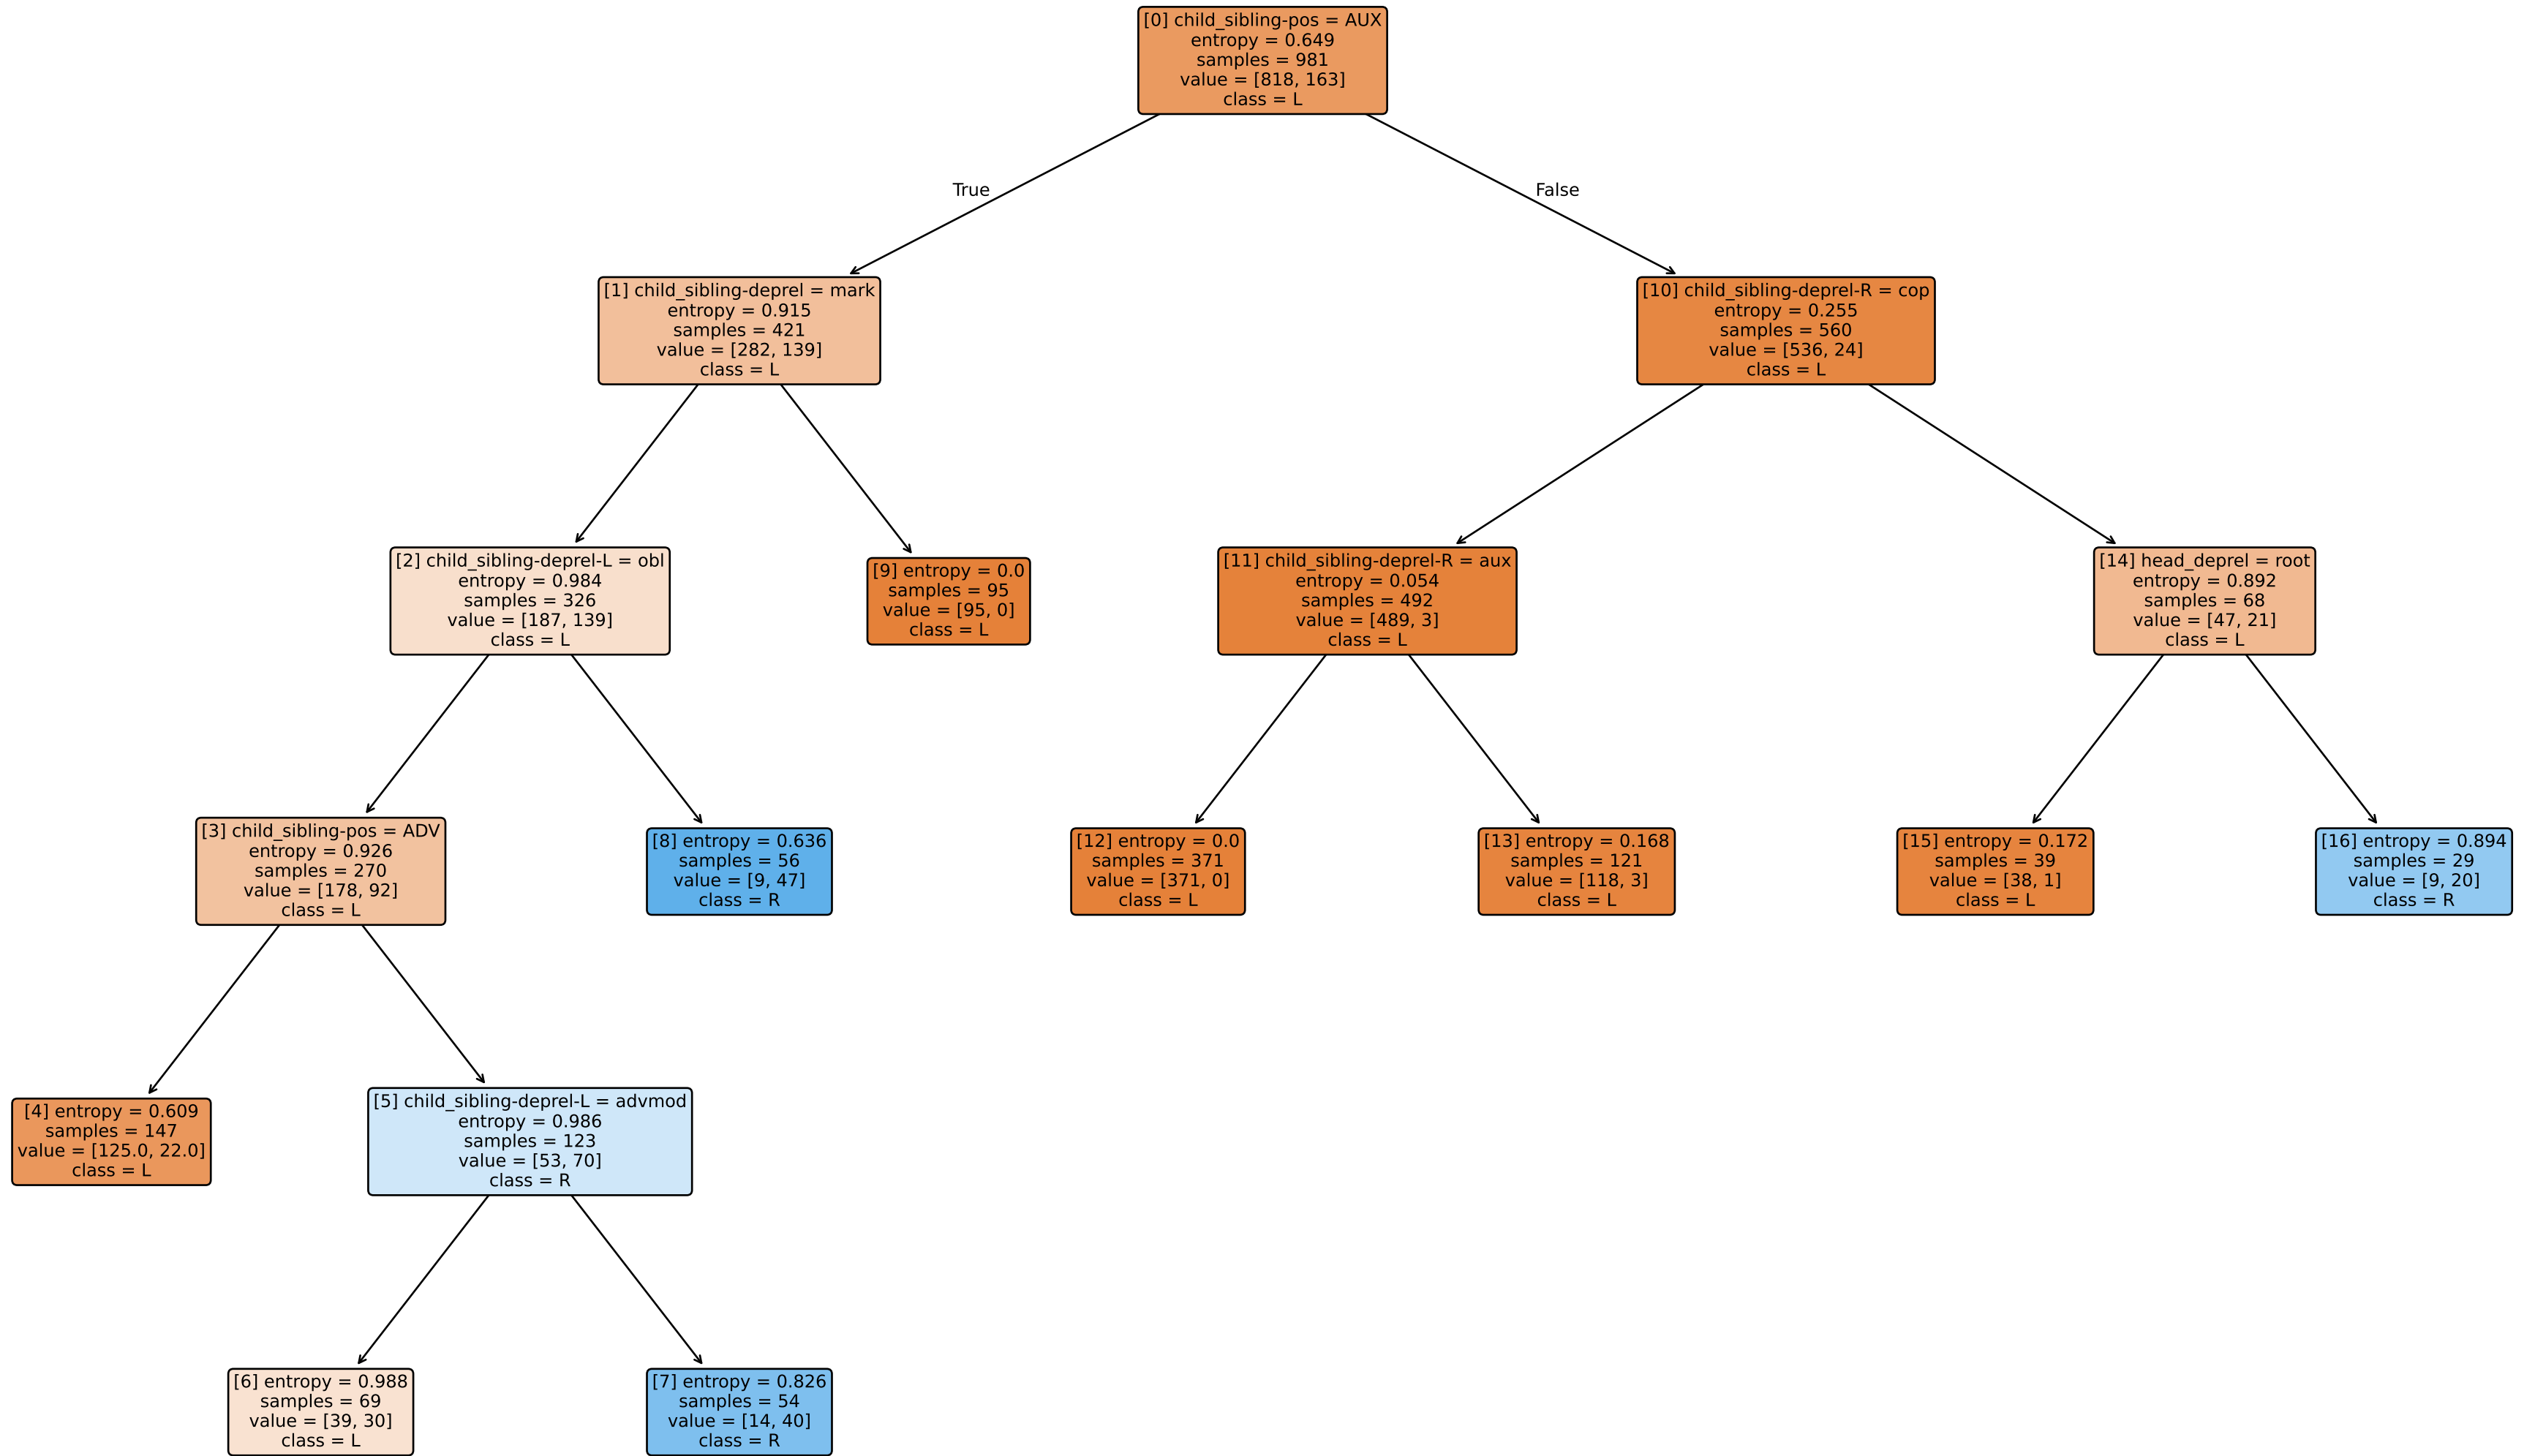 [0] child_sibling-pos = AUX
entropy = 0.649
samples = 981
value = [818, 163]
class = L
True
False
[1] child_sibling-deprel = mark
entropy = 0.915
samples = 421
value = [282, 139]
class = L
[10] child_sibling-deprel-R = cop
entropy = 0.255
samples = 560
value = [536, 24]
class = L
[2] child_sibling-deprel-L = obl
entropy = 0.984
samples = 326
value = [187, 139]
class = L
[9] entropy = 0.0
samples = 95
value = [95, 0]
class = L
[11] child_sibling-deprel-R = aux
entropy = 0.054
samples = 492
value = [489, 3]
class = L
[14] head_deprel = root
entropy = 0.892
samples = 68
value = [47, 21]
class = L
[3] child_sibling-pos = ADV
entropy = 0.926
samples = 270
value = [178, 92]
class = L
[8] entropy = 0.636
samples = 56
value = [9, 47]
class = R
[12] entropy = 0.0
samples = 371
value = [371, 0]
class = L
[13] entropy = 0.168
samples = 121
value = [118, 3]
class = L
[15] entropy = 0.172
samples = 39
value = [38, 1]
class = L
[16] entropy = 0.894
samples = 29
value = [9, 20]
class = R
[4] entropy = 0.609
samples = 147
value = [125.0, 22.0]
class = L
[5] child_sibling-deprel-L = advmod
entropy = 0.986
samples = 123
value = [53, 70]
class = R
[6] entropy = 0.988
samples = 69
value = [39, 30]
class = L
[7] entropy = 0.826
samples = 54
value = [14, 40]
class = R